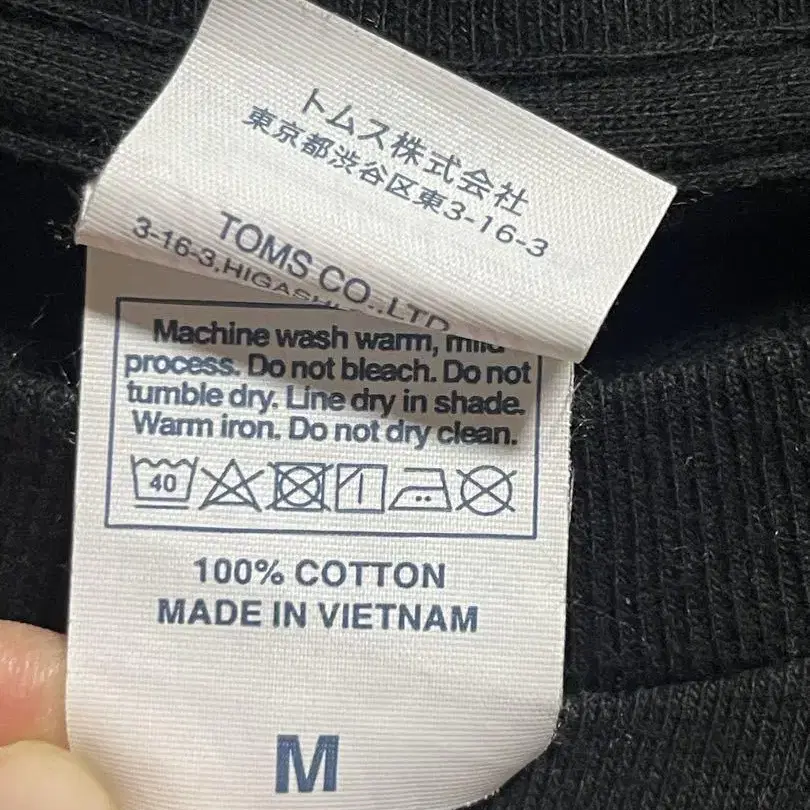 トムス株式会社
東京都渋谷区東3-16-3
TOMS CO.,LTD
3-16-3,HIGASHI
Machine wash warm, mild
process. Do not bleach. Do not
tumble dry. Line dry in shade.
Warm iron. Do not dry clean.
40
100% COTTON
MADE IN VIETNAM
M